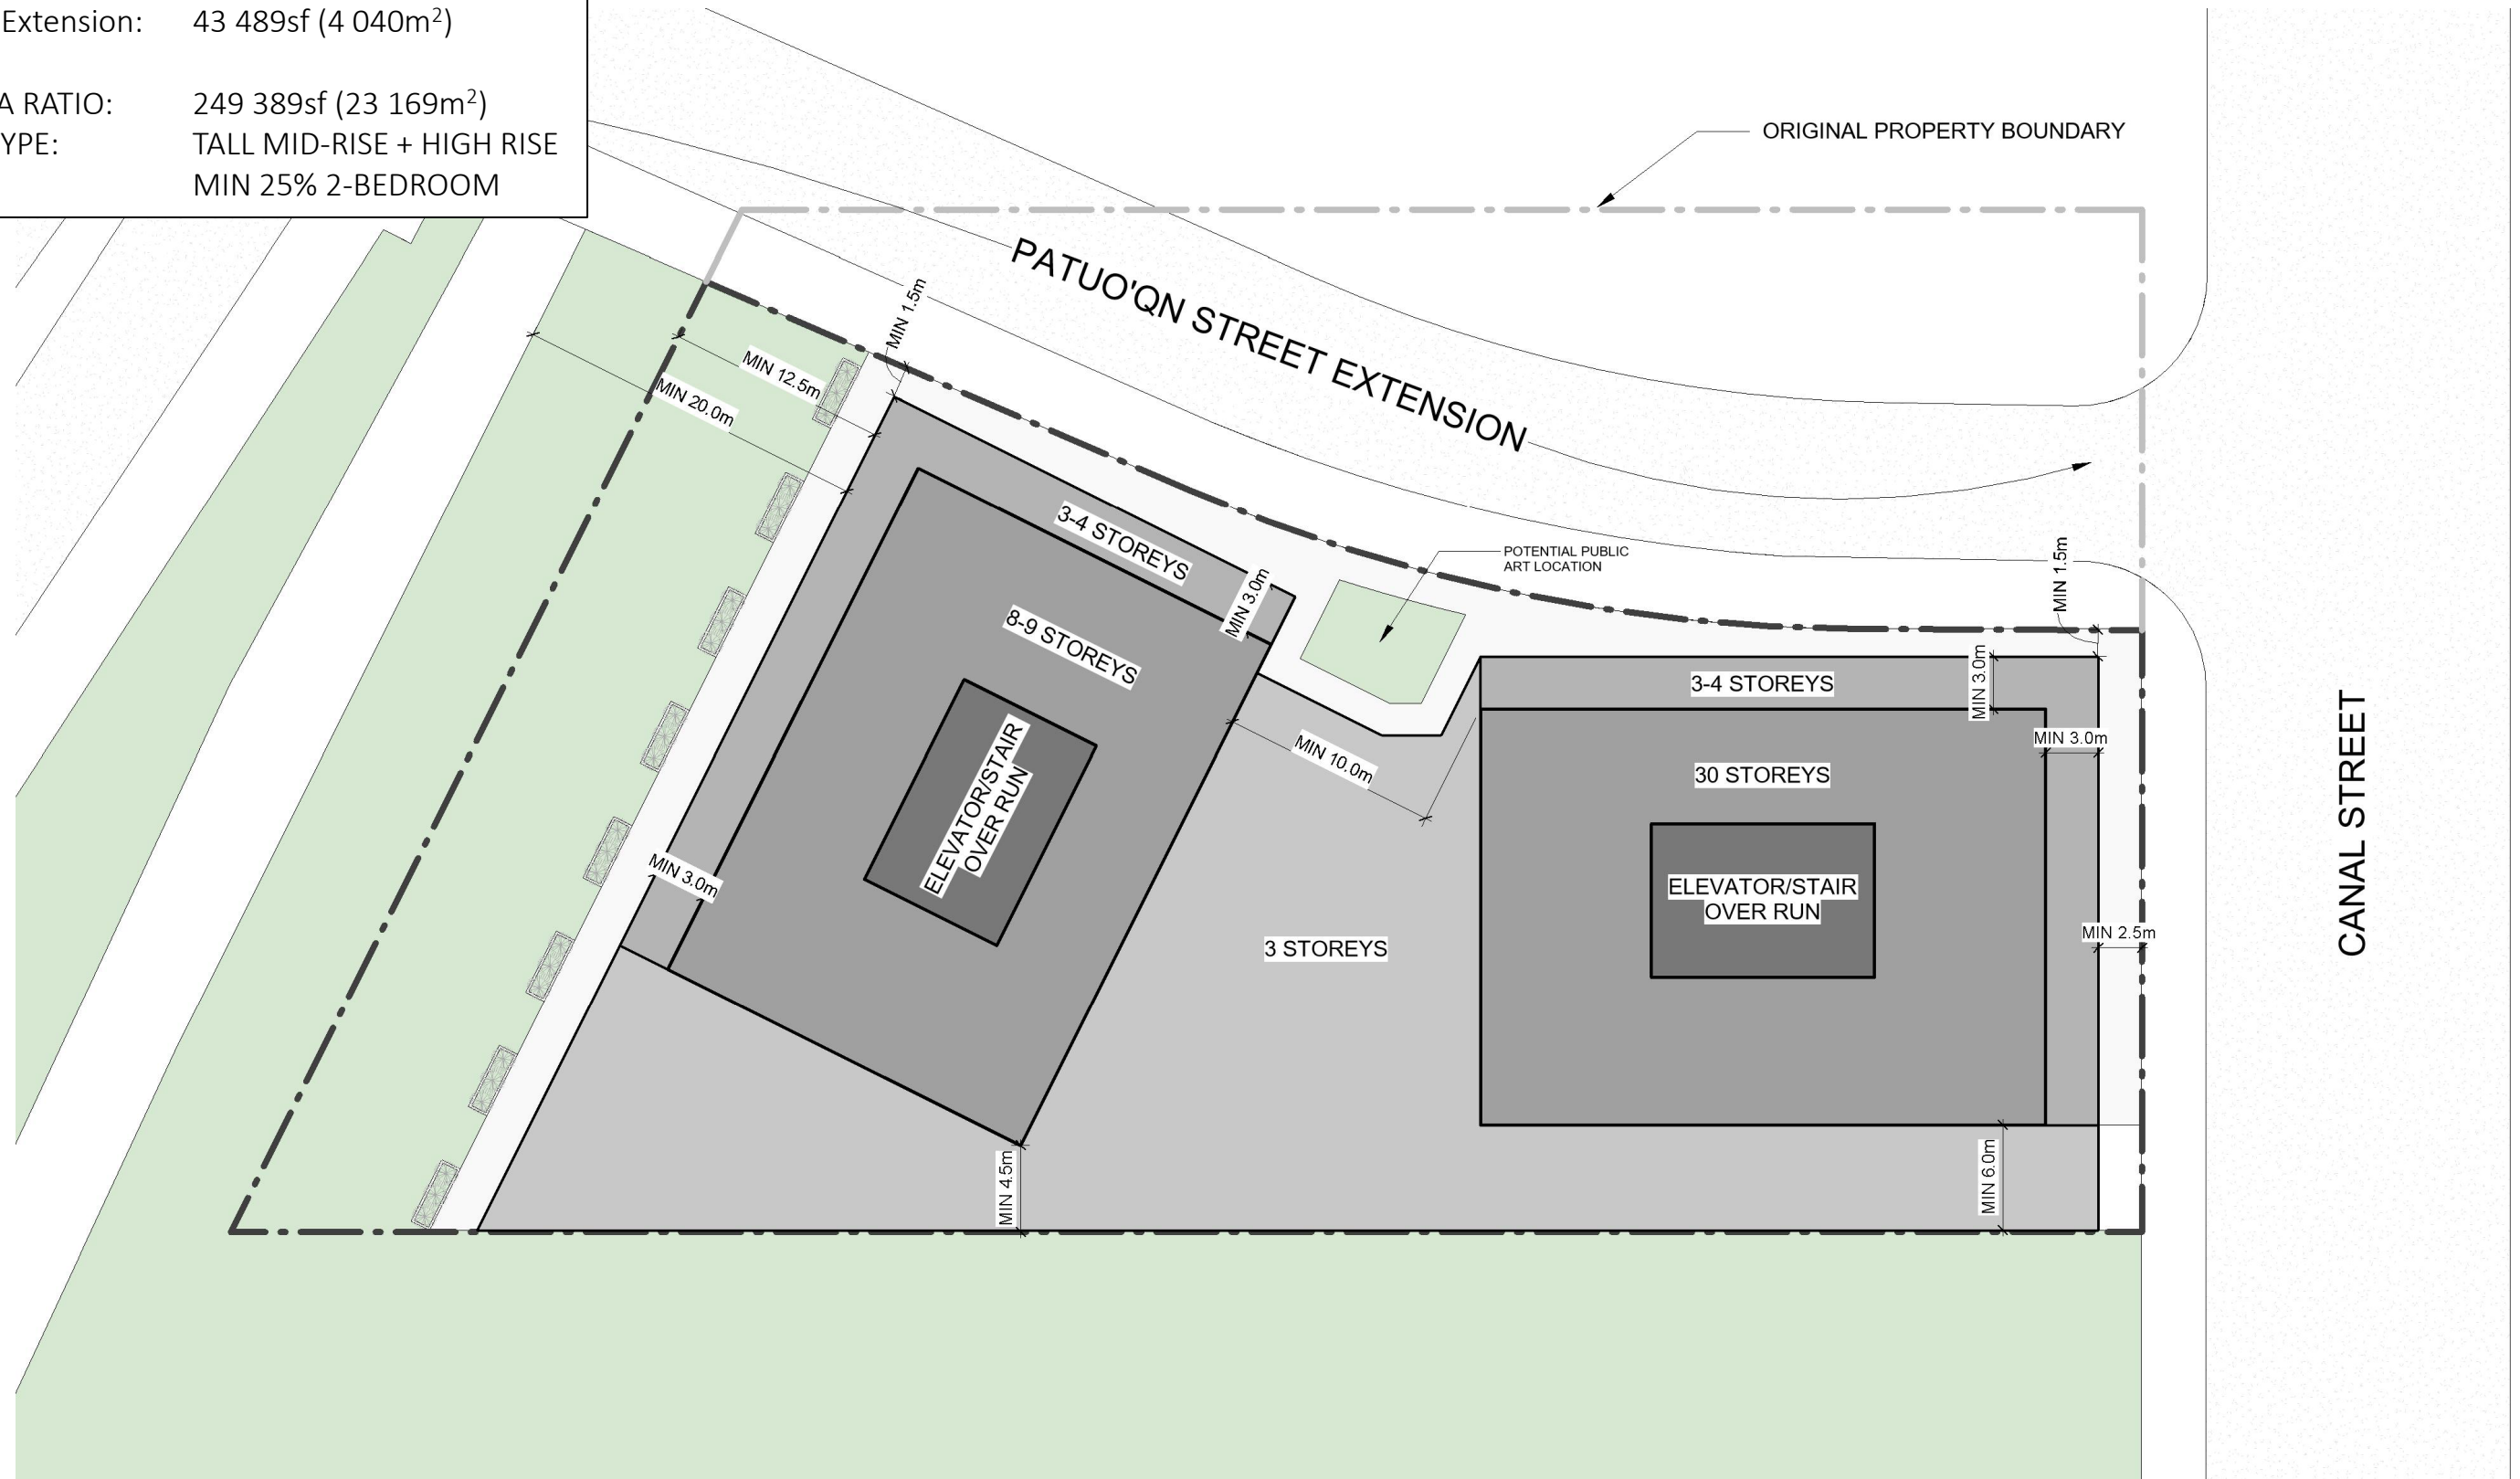 Extension: 43 489sf (4 040m²)
A RATIO: 249 389sf (23 169m²)
YPE: TALL MID-RISE + HIGH RISE
MIN 25% 2-BEDROOM
ORIGINAL PROPERTY BOUNDARY
PATUO'QN STREET EXTENSION
MIN 1.5m
MIN 12.5m
MIN 20.0m
3-4 STOREYS
MIN 3.0m
8-9 STOREYS
POTENTIAL PUBLIC
ART LOCATION
MIN 1.5m
3-4 STOREYS
MIN 3.0m
MIN 3.0m
MIN 10.0m
30 STOREYS
ELEVATOR/STAIR
OVER RUN
ELEVATOR/STAIR
OVER RUN
MIN 3.0m
3 STOREYS
MIN 2.5m
CANAL STREET
MIN 4.5m
MIN 6.0m